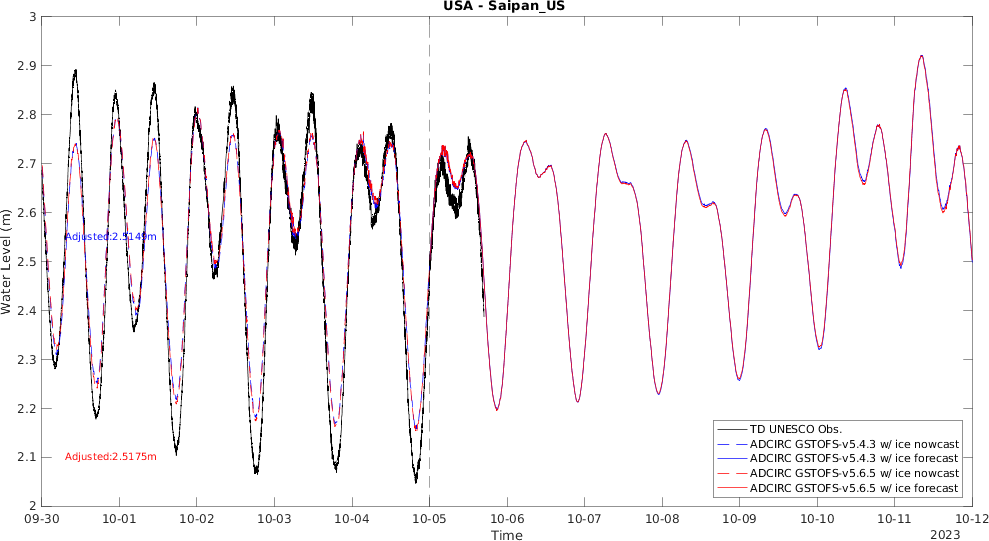 USA - Saipan_US
3
2.9
2.8
2.7
2.6
2.5
2.4
2.3
2.2
2.1
2
Water Level (m)
Adjusted:2.5149m
Adjusted:2.5175m
TD UNESCO Obs.
ADCIRC GSTOFS-v5.4.3 w/ ice nowcast
ADCIRC GSTOFS-v5.4.3 w/ ice forecast
ADCIRC GSTOFS-v5.6.5 w/ ice nowcast
ADCIRC GSTOFS-v5.6.5 w/ ice forecast
09-30 10-01 10-02 10-03 10-04 10-05 10-06 10-07 10-08 10-09 10-10 10-11 10-12
Time
2023